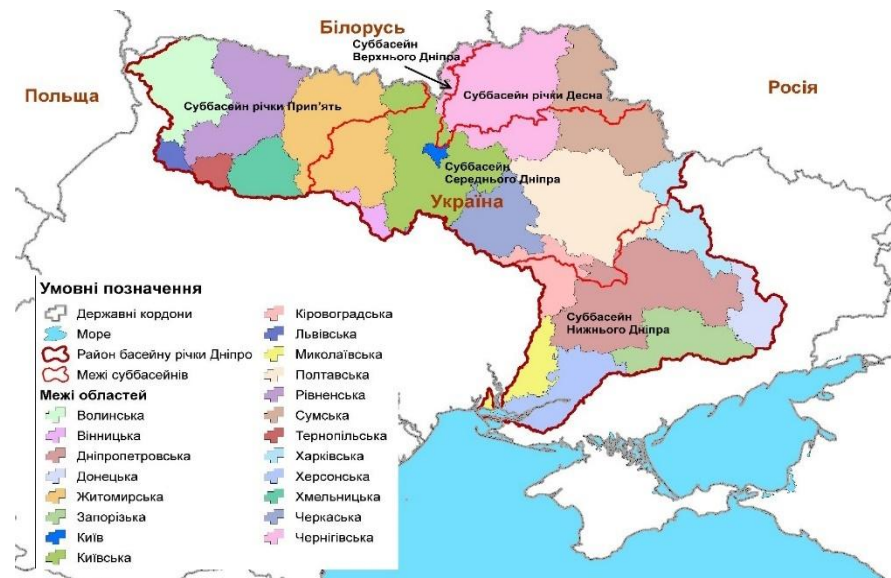 Білорусь
Суббасейн
Верхнього Дніпра
Польща
Росія
Суббасейн річки Прип'ять
Суббасейн річки Десна
Суббасейн
Середнього Дніпра
Україна
Суббасейн
Нижнього Дніпра
Умовні позначення
Державні кордони
Море
Район басейну річки Дніпро
Межі суббасейнів
Межі областей
Волинська
Вінницька
Дніпропетровська
Донецька
Житомирська
Запорізька
Київ
Київська
Кіровоградська
Львівська
Миколаївська
Полтавська
Рівненська
Сумська
Тернопільська
Харківська
Херсонська
Хмельницька
Черкаська
Чернігівська